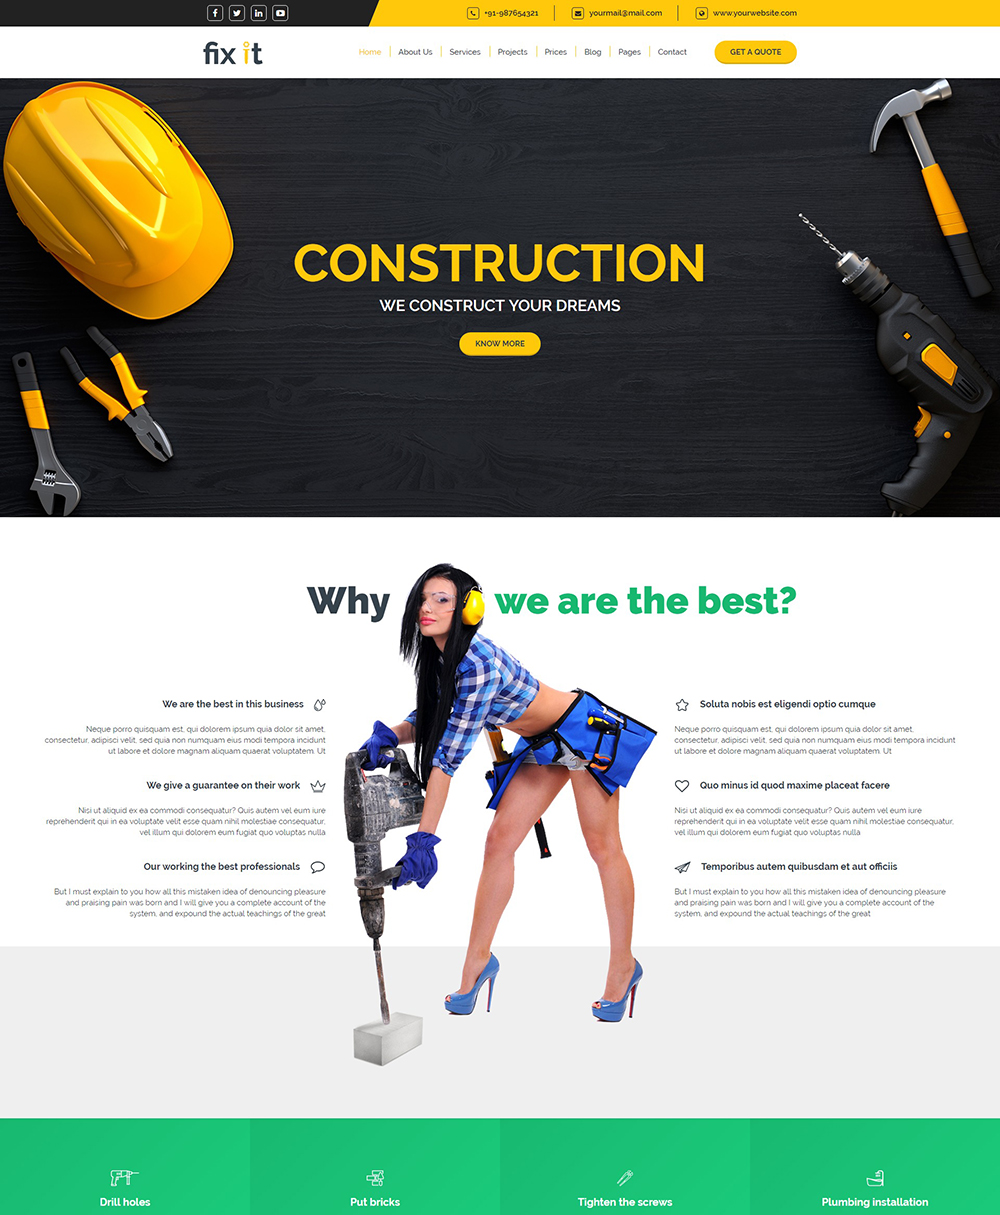 +91-987654321
yourmail@mail.com
www.yourwebsite.com
fix it
Home
About Us
Services
Projects
Prices
Blog
Pages
Contact
GET A QUOTE
CONSTRUCTION
WE CONSTRUCT YOUR DREAMS
KNOW MORE
Why we are the best?
We are the best in this business
Neque porro quisquam est, qui dolorem ipsum quia dolor sit amet,
consectetur, adipisci velit, sed quia non numquam eius modi tempora incidunt
ut labore et dolore magnam aliquam quaerat voluptatem. Ut
We give a guarantee on their work
Nisi ut aliquid ex ea commodi consequatur? Quis autem vel eum iure
reprehenderit qui in ea voluptate velit esse quam nihil molestiae consequatur,
vel illum qui dolorem eum fugiat quo voluptas nulla
Our working the best professionals
But I must explain to you how all this mistaken idea of denouncing pleasure
and praising pain was born and I will give you a complete account of the
system, and expound the actual teachings of the great
Soluta nobis est eligendi optio cumque
Neque porro quisquam est, qui dolorem ipsum quia dolor sit amet,
consectetur, adipisci velit, sed quia non numquam eius modi tempora incidunt
ut labore et dolore magnam aliquam quaerat voluptatem. Ut
Quo minus id quod maxime placeat facere
Nisi ut aliquid ex ea commodi consequatur? Quis autem vel eum iure
reprehenderit qui in ea voluptate velit esse quam nihil molestiae consequatur,
vel illum qui dolorem eum fugiat quo voluptas nulla
Temporibus autem quibusdam et aut officiis
But I must explain to you how all this mistaken idea of denouncing pleasure
and praising pain was born and I will give you a complete account of the
system, and expound the actual teachings of the great
Drill holes
Put bricks
Tighten the screws
Plumbing installation